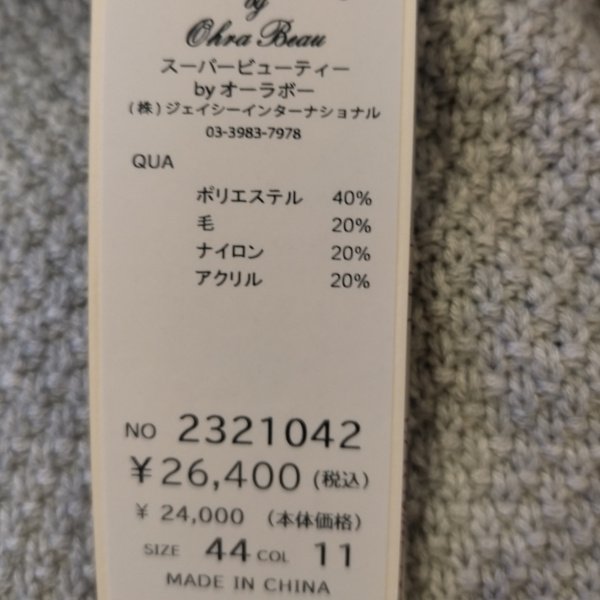 by
Ohra Beau
スーパービューティー
by オーラボー
(株)ジェイシーインターナショナル
03-3983-7978
QUA
ポリエステル 40%
毛 20%
ナイロン 20%
アクリル 20%
NO 2321042
¥26,400 (税込)
¥ 24,000 (本体価格)
SIZE 44 COL 11
MADE IN CHINA